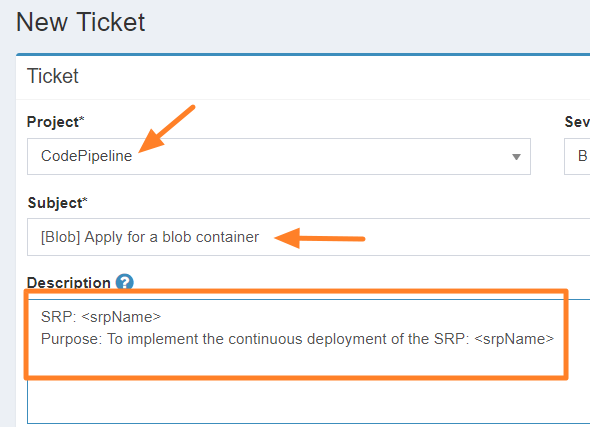 New Ticket
Ticket
Project*
Sev
CodePipeline
B
Subject*
[Blob] Apply for a blob container
Description ?
SRP: <srpName>
Purpose: To implement the continuous deployment of the SRP: <srpName>